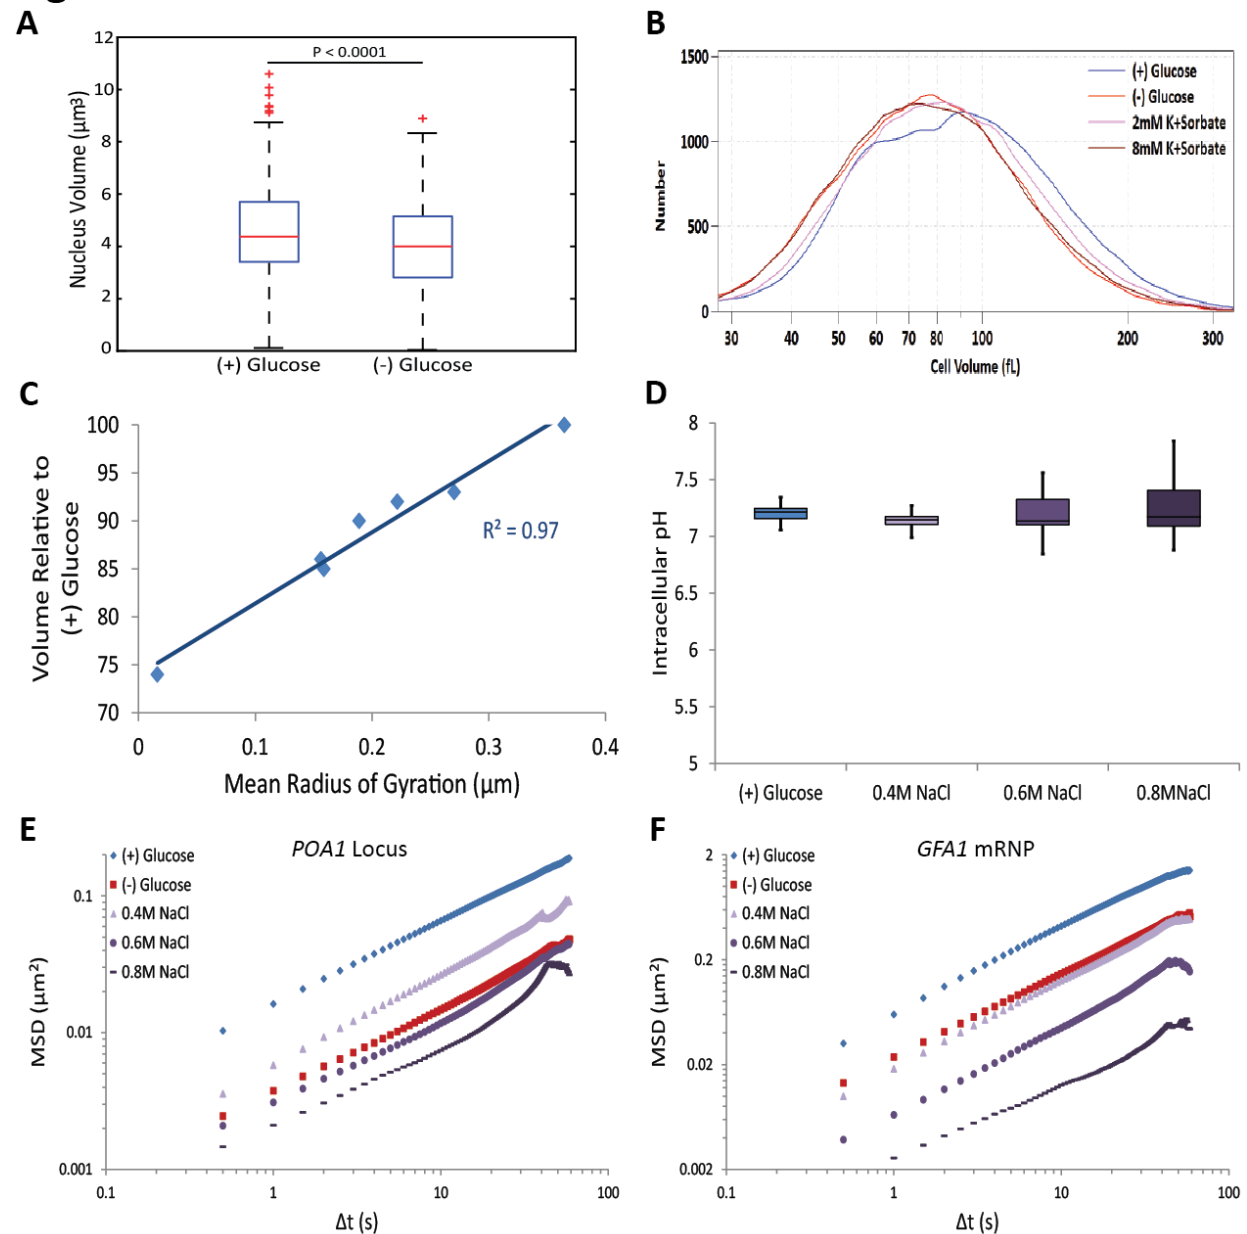 A
12
10
8
6
4
2
0
Nucleus Volume (µm³)
P < 0.0001
(+) Glucose
(-) Glucose
B
1500
1000
500
0
Number
(+) Glucose
(-) Glucose
2mM K+Sorbate
8mM K+Sorbate
30 40 50 60 70 80 100 200 300
Cell Volume (fL)
C
100
95
90
85
80
75
70
Volume Relative to
(+) Glucose
R² = 0.97
0 0.1 0.2 0.3 0.4
Mean Radius of Gyration (µm)
D
8
7.5
7
6.5
6
5.5
5
Intracellular pH
(+) Glucose 0.4M NaCl 0.6M NaCl 0.8MNaCl
E
POA1 Locus
(+) Glucose
(-) Glucose
0.4M NaCl
0.6M NaCl
0.8M NaCl
0.1
0.01
0.001
MSD (µm²)
0.1 1 10 100
Δt (s)
F
GFA1 mRNP
(+) Glucose
(-) Glucose
0.4M NaCl
0.6M NaCl
0.8M NaCl
2
0.2
0.02
0.002
MSD (µm²)
0.1 1 10 100
Δt (s)